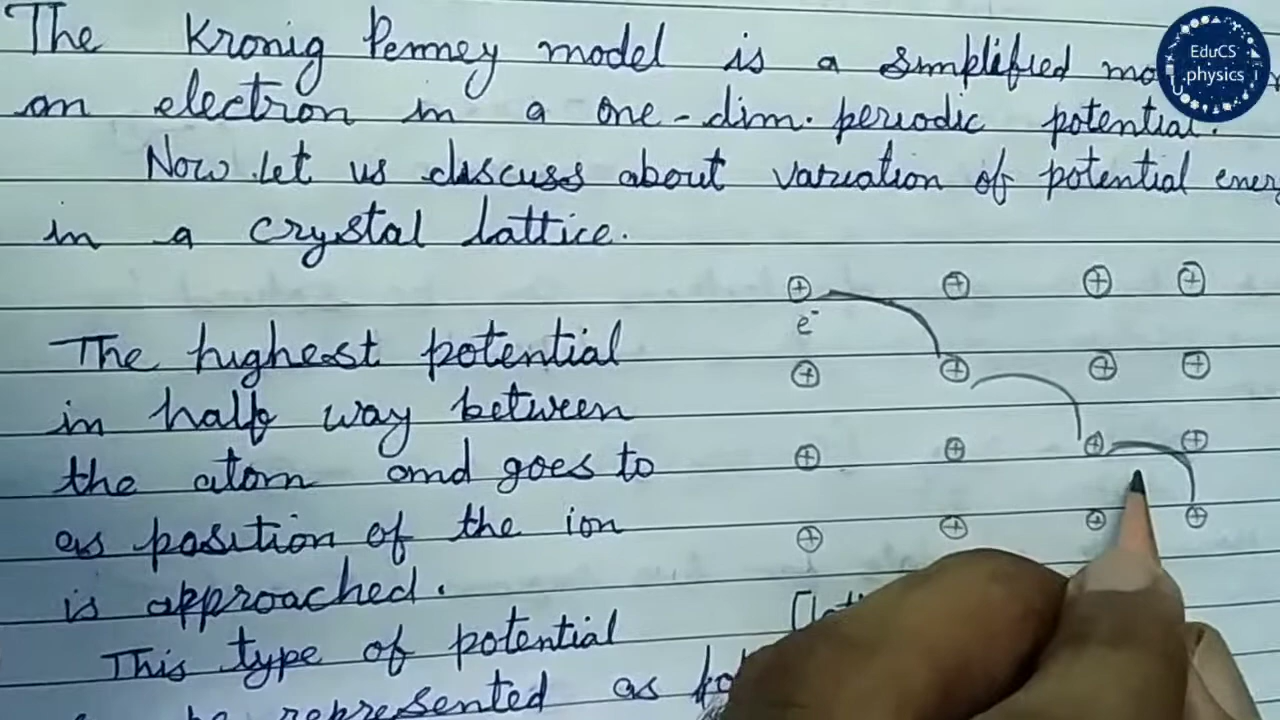 EduCS
.physics
The Kronig Penney model is a simplified
an electron in a one-dim. periodic potential.
Now let us discuss about variation of potential
in a crystal lattice.
⊕ ⊕ ⊕ ⊕
e⁻
⊕ ⊕ ⊕ ⊕
⊕ ⊕ ⊕ ⊕
⊕ ⊕ ⊕ ⊕
The highest potential
in half way between
the atom and goes to
as position of the ion
is approached.
This type of potential
represented as